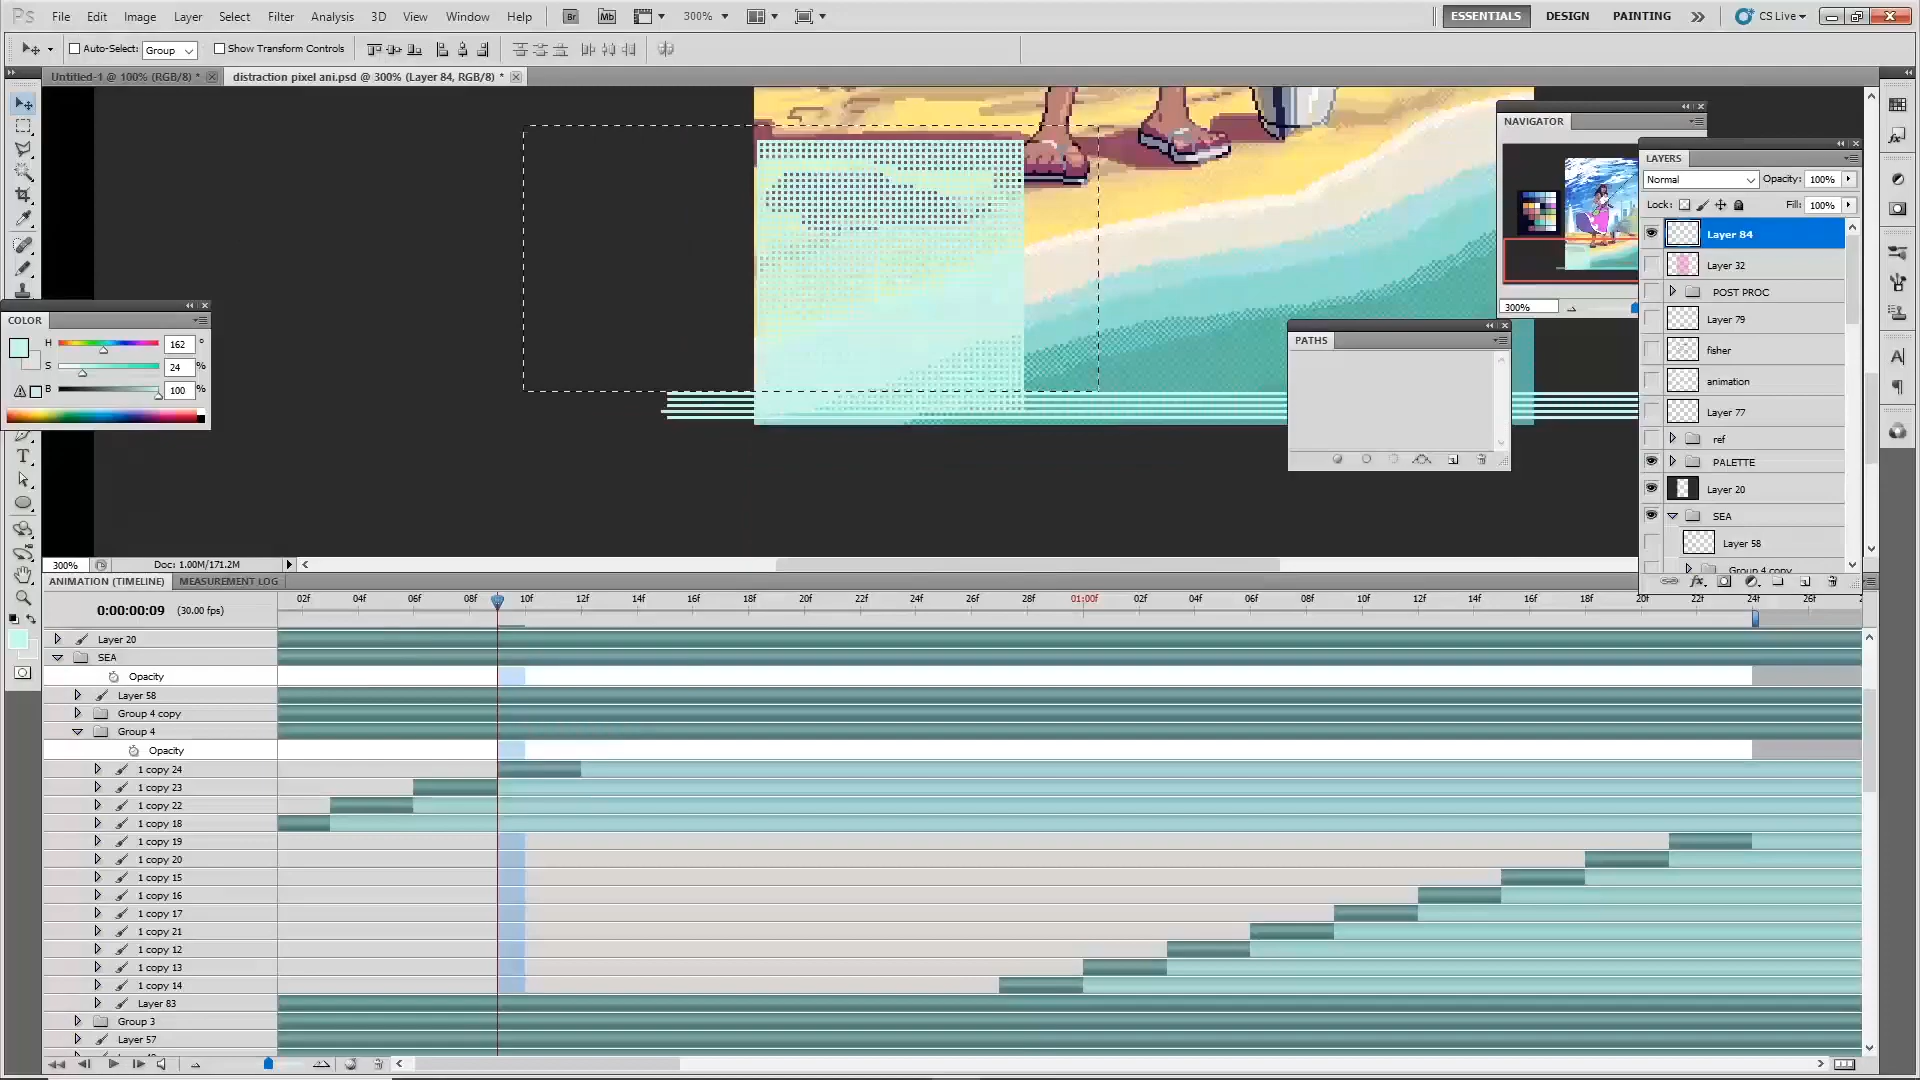 Ps File Edit Image Layer Select Filter Analysis 3D View Window Help Br Mb 300% ESSENTIALS DESIGN PAINTING CS Live
Auto-Select: Group Show Transform Controls
Untitled-1 @ 100% (RGB/8) * distraction pixel ani.psd @ 300% (Layer 84, RGB/8) *
NAVIGATOR
300%
LAYERS
Normal Opacity: 100%
Lock: Fill: 100%
Layer 84
Layer 32
POST PROC
Layer 79
fisher
animation
Layer 77
ref
PALETTE
Layer 20
SEA
Layer 58
Group 4 copy
COLOR
H 162 °
S 24 %
B 100 %
PATHS
300% Doc: 1.00M/171.2M
ANIMATION (TIMELINE) MEASUREMENT LOG
0:00:00:09 (30.00 fps)
02f 04f 06f 08f 10f 12f 14f 16f 18f 20f 22f 24f 26f 28f 01:00f 02f 04f 06f 08f 10f 12f 14f 16f 18f 20f 22f 24f 26f
Layer 20
SEA
Opacity
Layer 58
Group 4 copy
Group 4
Opacity
1 copy 24
1 copy 23
1 copy 22
1 copy 18
1 copy 19
1 copy 20
1 copy 15
1 copy 16
1 copy 17
1 copy 21
1 copy 12
1 copy 13
1 copy 14
Layer 83
Group 3
Layer 57